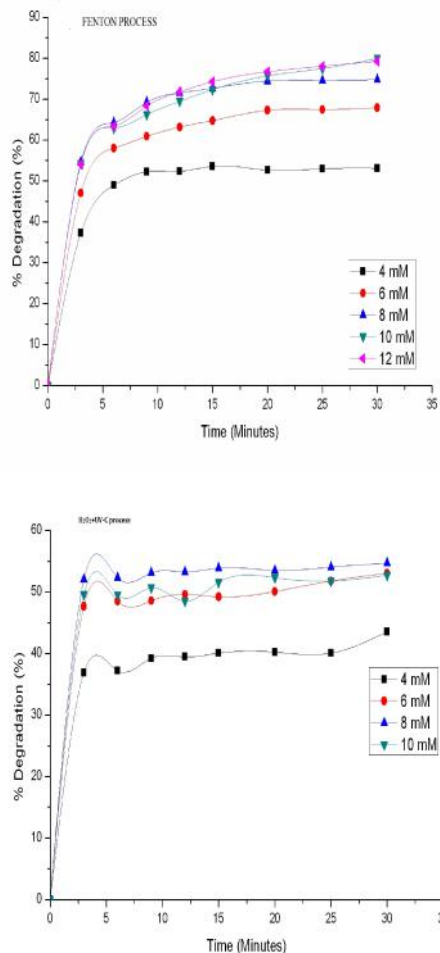 FENTON PROCESS
90
80
70
60
50
40
30
20
10
0
% Degradation (%)
4 mM
6 mM
8 mM
10 mM
12 mM
0 5 10 15 20 25 30 35
Time (Minutes)
H₂O₂+UV-C process
60
50
40
30
20
10
0
% Degradation (%)
4 mM
6 mM
8 mM
10 mM
0 5 10 15 20 25 30
Time (Minutes)